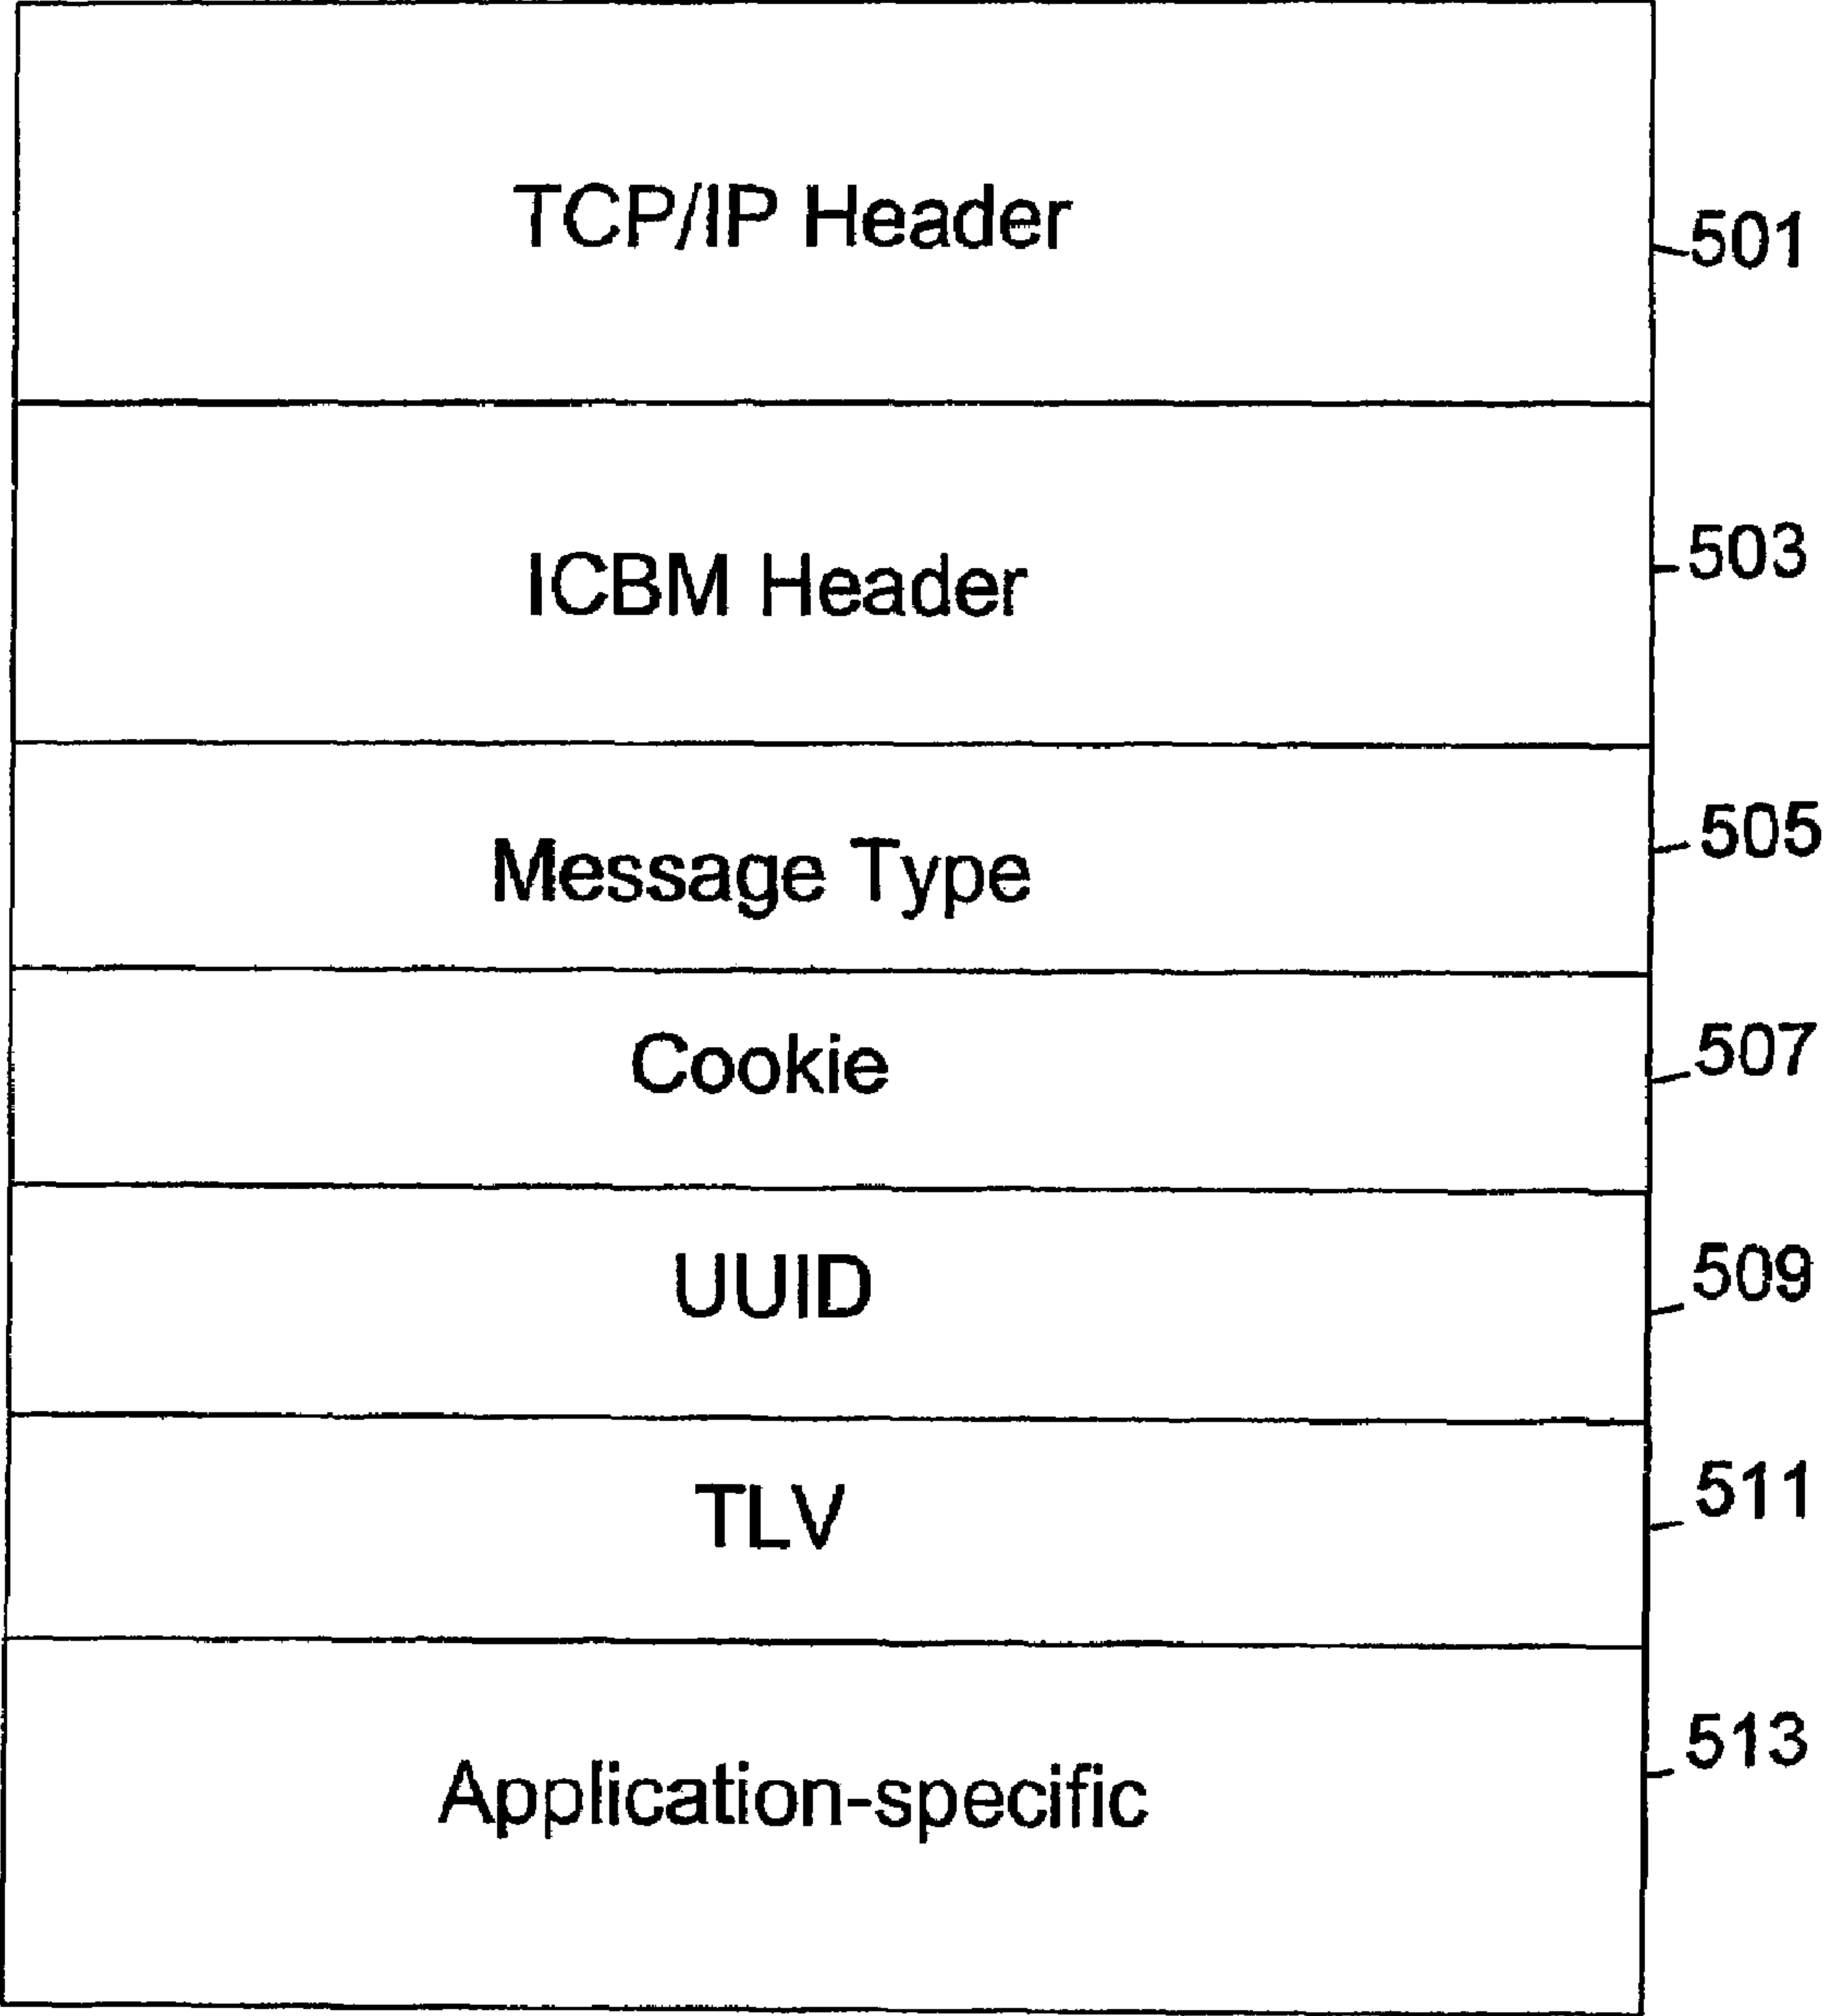 TCP/IP Header
501
ICBM Header
503
Message Type
505
Cookie
507
UUID
509
TLV
511
Application-specific
513